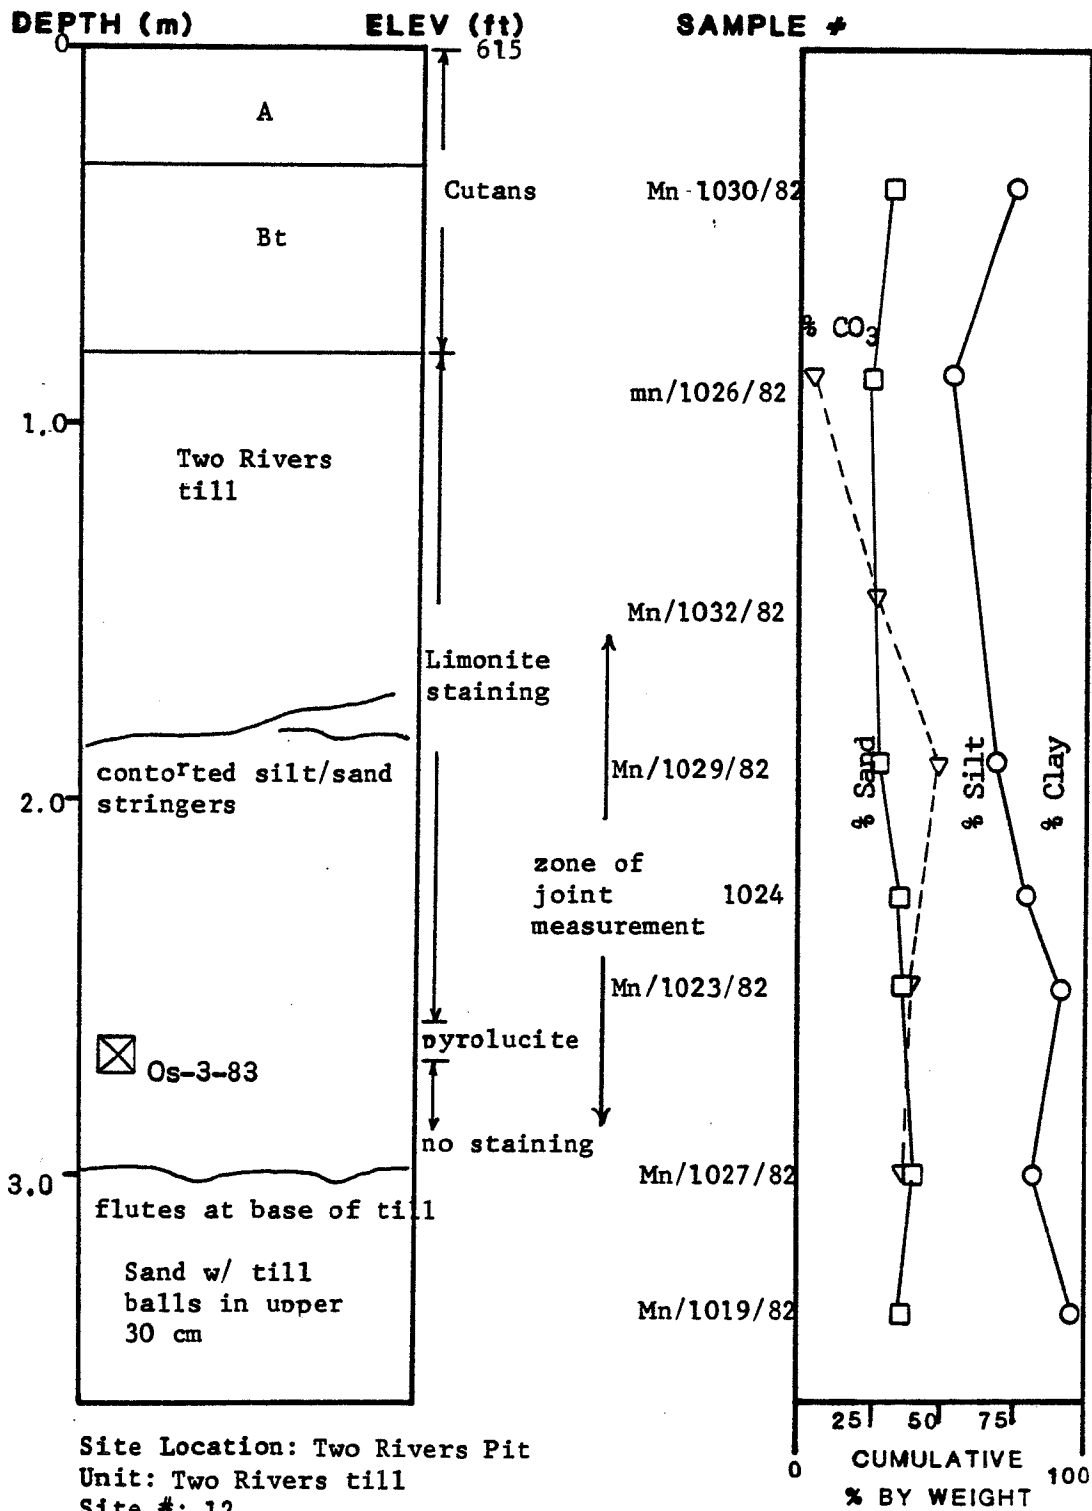 DEPTH (m)
ELEV (ft)
SAMPLE #
0
615
A
Cutans
Mn-1030/82
Bt
% CO3
mn/1026/82
1.0
Two Rivers
till
Mn/1032/82
Limonite
staining
Mn/1029/82
% Sand
% Silt
% Clay
contorted silt/sand
stringers
2.0
zone of
joint
measurement
1024
Mn/1023/82
pyrolucite
Os-3-83
no staining
Mn/1027/82
3.0
flutes at base of till
Sand w/ till
balls in upper
30 cm
Mn/1019/82
25
50
75
0
100
CUMULATIVE
% BY WEIGHT
Site Location: Two Rivers Pit
Unit: Two Rivers till
Site #: 12